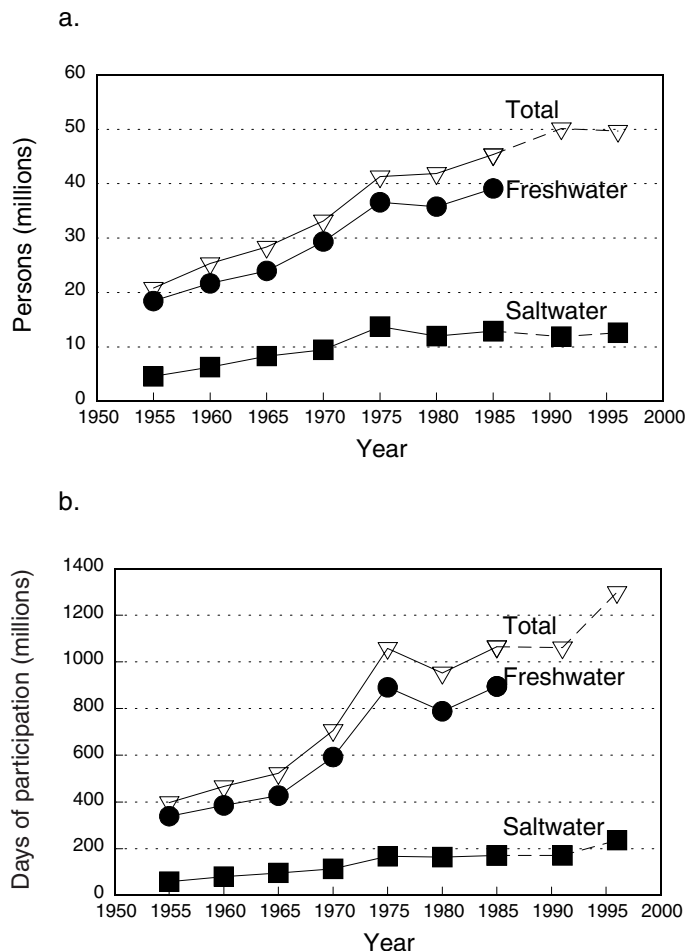 a.
60
50
40
30
20
10
0
Persons (millions)
Total
Freshwater
Saltwater
1950 1955 1960 1965 1970 1975 1980 1985 1990 1995 2000
Year
b.
1400
1200
1000
800
600
400
200
0
Days of participation (millions)
Total
Freshwater
Saltwater
1950 1955 1960 1965 1970 1975 1980 1985 1990 1995 2000
Year